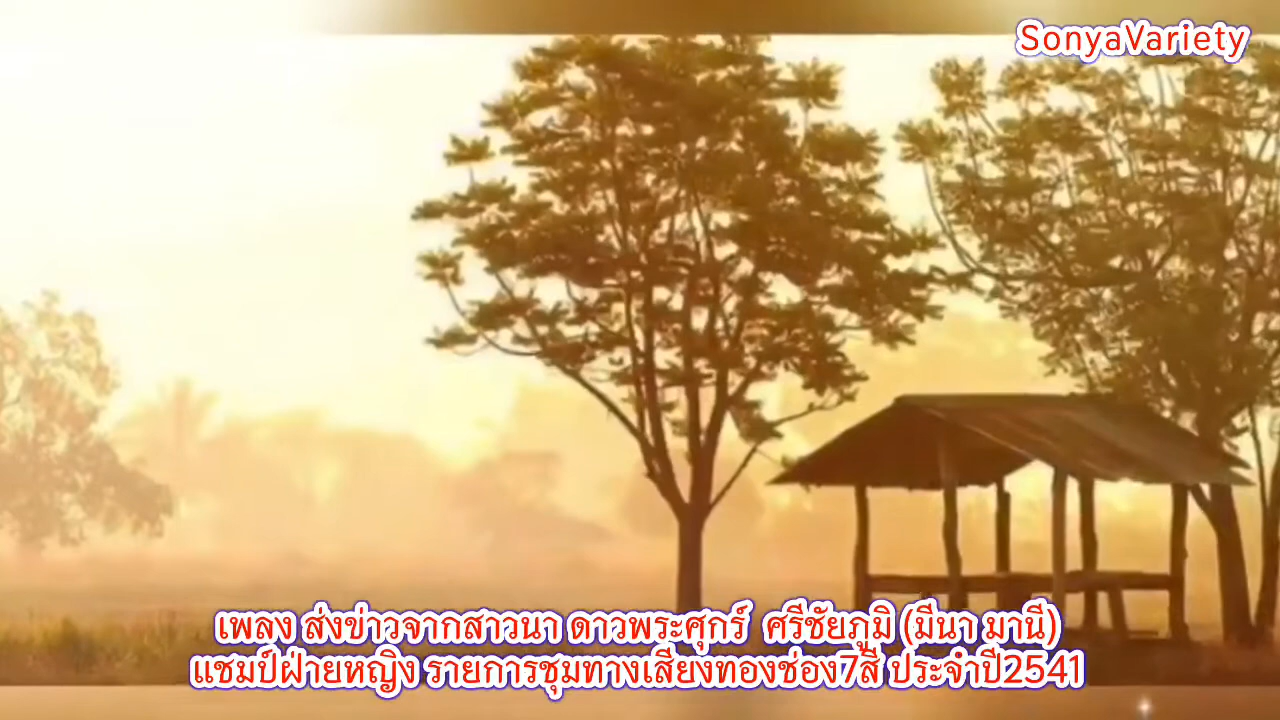 SonyaVariety
เพลง ส่งข่าวจากสาวนา ดาวพระศุกร์ ศรีชัยภูมิ (มีนา มานี)
แชมป์ฝ่ายหญิง รายการชุมทางเสียงทองช่อง7สี ประจำปี2541